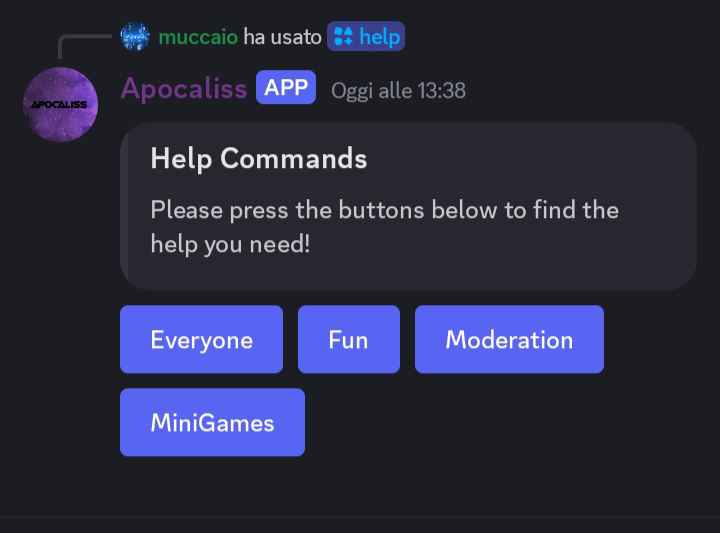 muccaio ha usato help
APOCALISS
Apocaliss APP Oggi alle 13:38
Help Commands
Please press the buttons below to find the
help you need!
Everyone Fun Moderation
MiniGames